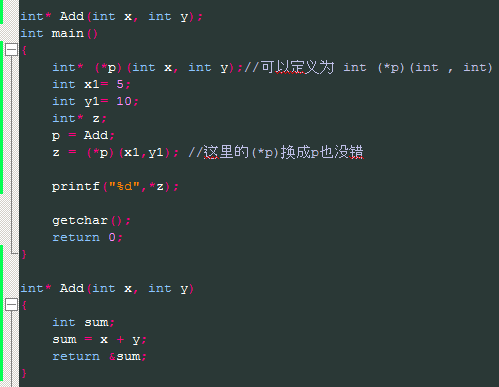 int* Add(int x, int y);
int main()
{
int* (*p)(int x, int y);//可以定义为 int (*p)(int , int)
int x1= 5;
int y1= 10;
int* z;
p = Add;
z = (*p)(x1,y1); //这里的(*p)换成p也没错
printf("%d",*z);
getchar();
return 0;
}
int* Add(int x, int y)
{
int sum;
sum = x + y;
return &sum;
}